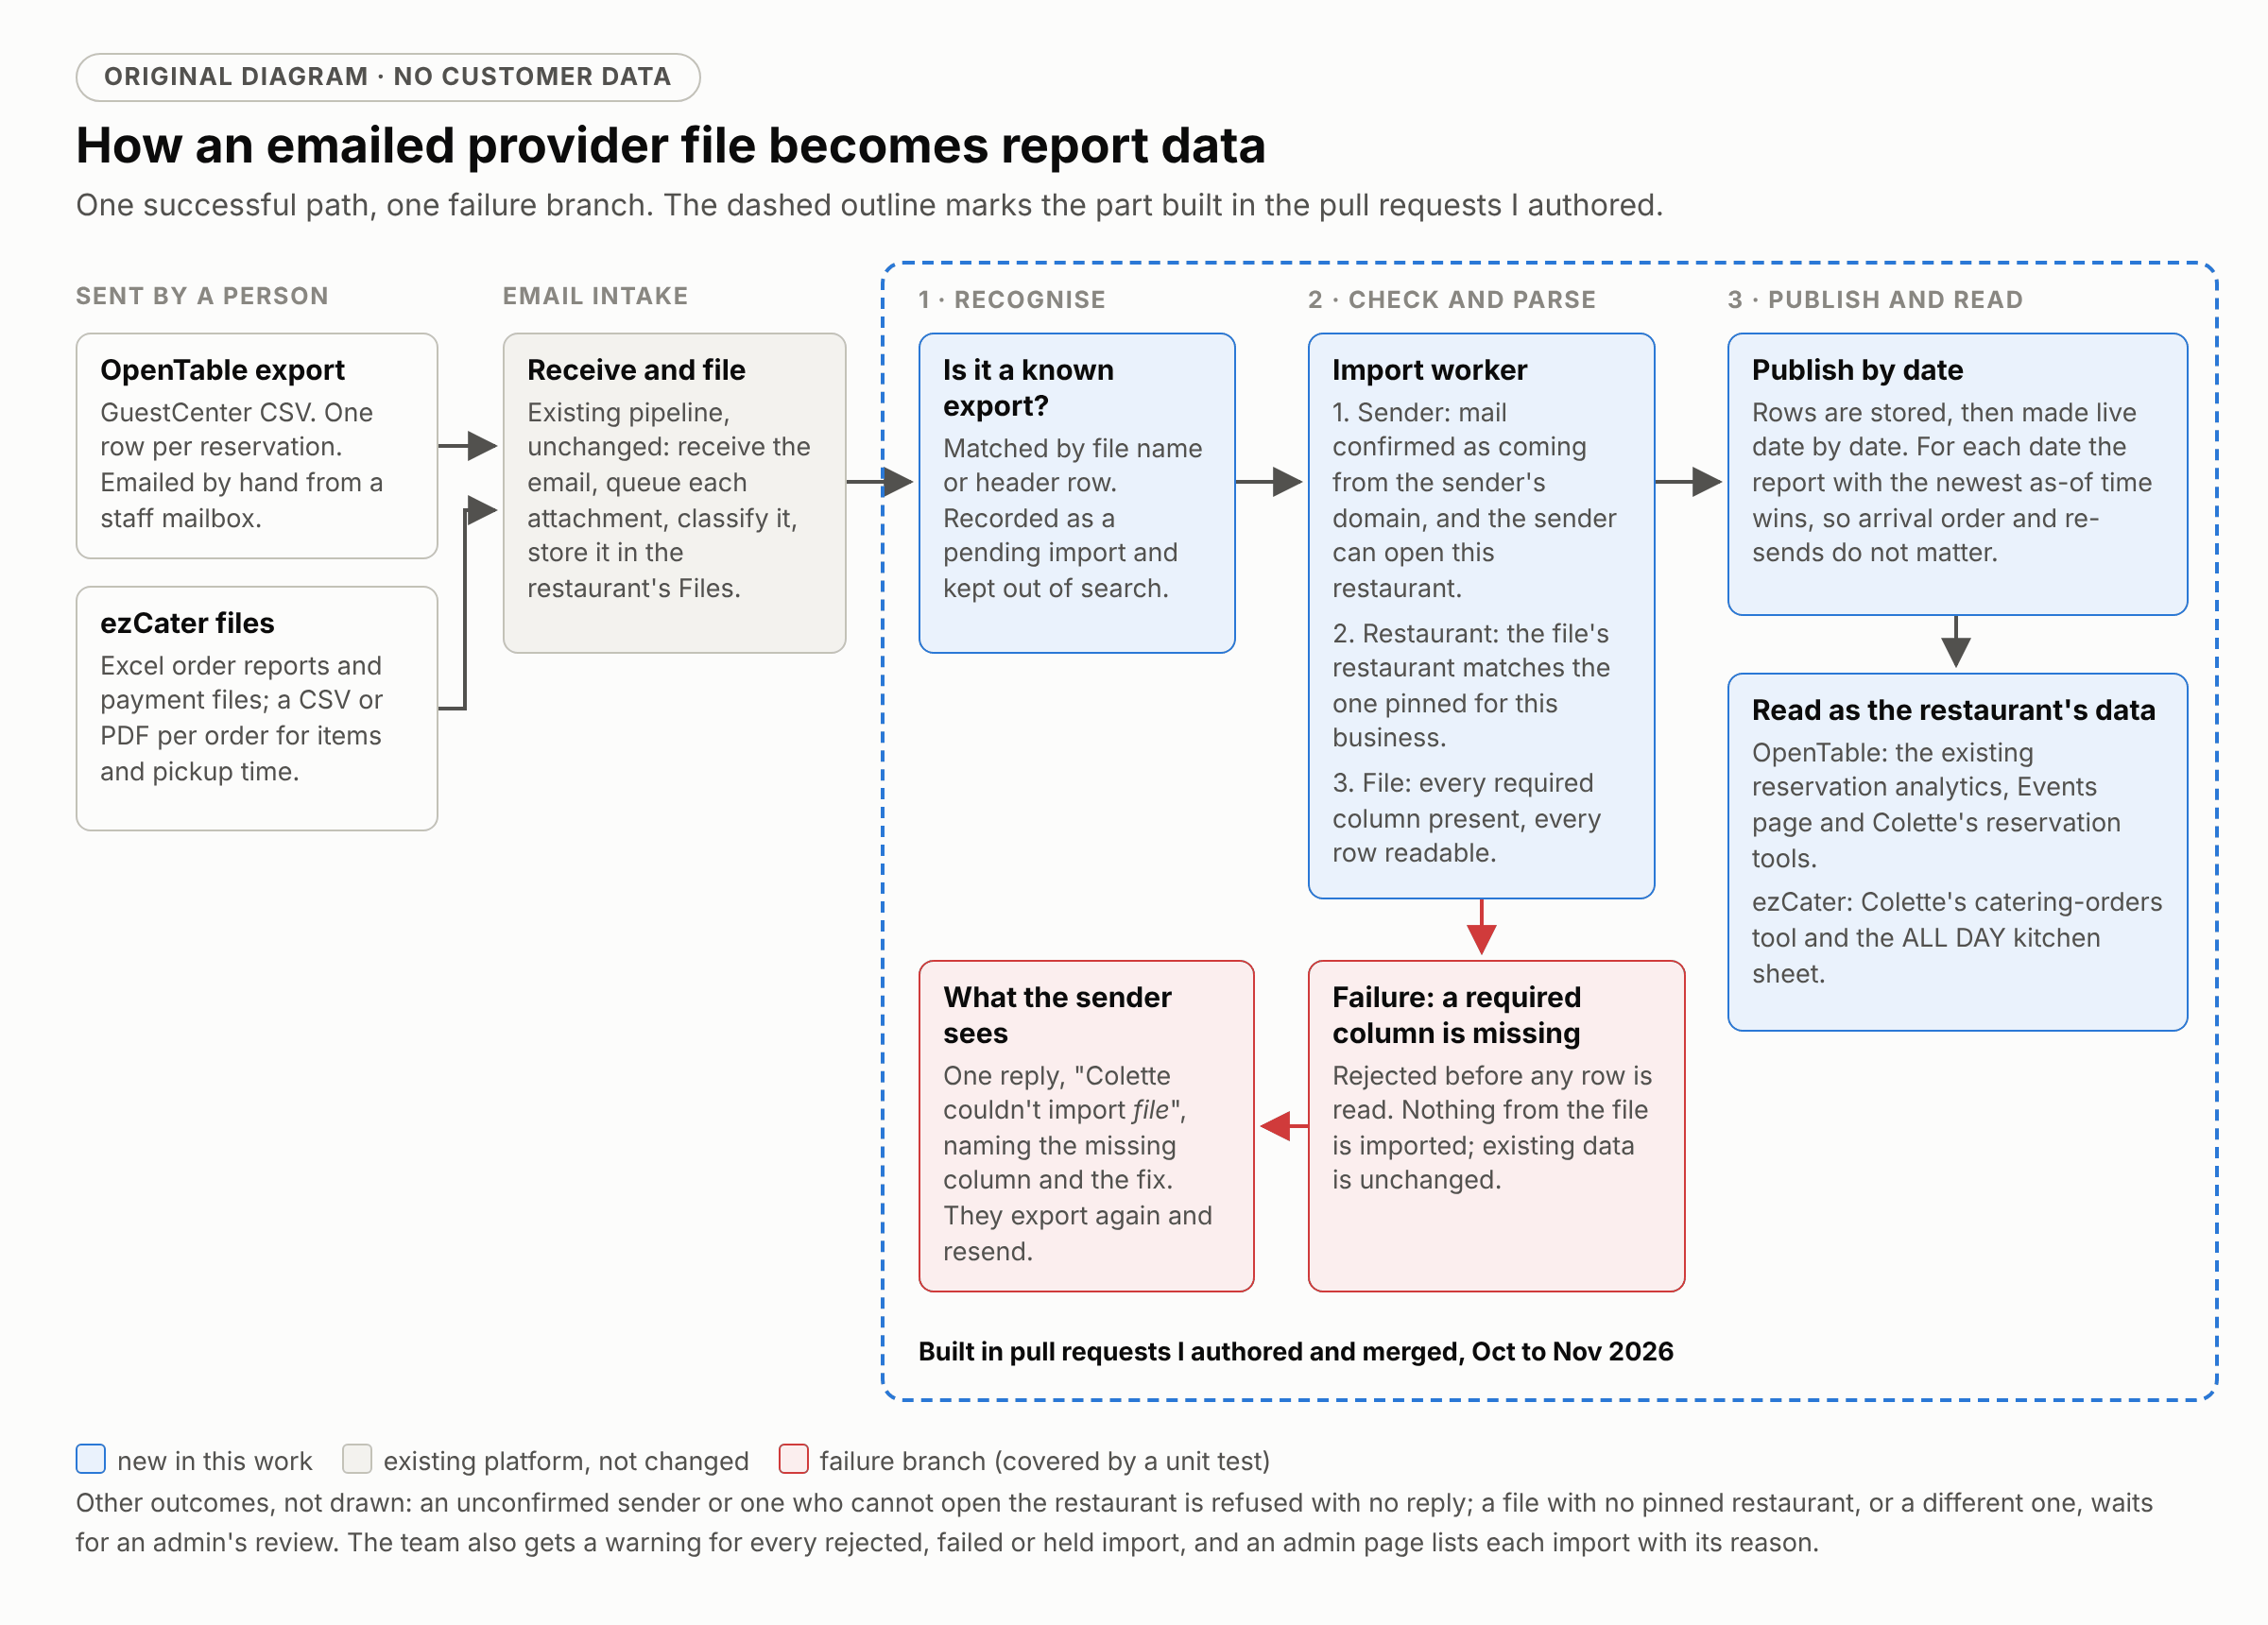 ORIGINAL DIAGRAM · NO CUSTOMER DATA
How an emailed provider file becomes report data
One successful path, one failure branch. The dashed outline marks the part built in the pull requests I authored.
SENT BY A PERSON
OpenTable export
GuestCenter CSV. One
row per reservation.
Emailed by hand from a
staff mailbox.
ezCater files
Excel order reports and
payment files; a CSV or
PDF per order for items
and pickup time.
EMAIL INTAKE
Receive and file
Existing pipeline,
unchanged: receive the
email, queue each
attachment, classify it,
store it in the
restaurant's Files.
1 · RECOGNISE
Is it a known
export?
Matched by file name
or header row.
Recorded as a
pending import and
kept out of search.
2 · CHECK AND PARSE
Import worker
1. Sender: mail
confirmed as coming
from the sender's
domain, and the sender
can open this
restaurant.
2. Restaurant: the file's
restaurant matches the
one pinned for this
business.
3. File: every required
column present, every
row readable.
3 · PUBLISH AND READ
Publish by date
Rows are stored, then made live
date by date. For each date the
report with the newest as-of time
wins, so arrival order and re-
sends do not matter.
Read as the restaurant's data
OpenTable: the existing
reservation analytics, Events
page and Colette's reservation
tools.
ezCater: Colette's catering-orders
tool and the ALL DAY kitchen
sheet.
What the sender
sees
One reply, "Colette
couldn't import file",
naming the missing
column and the fix.
They export again and
resend.
Failure: a required
column is missing
Rejected before any row is
read. Nothing from the file
is imported; existing data
is unchanged.
Built in pull requests I authored and merged, Oct to Nov 2026
new in this work
existing platform, not changed
failure branch (covered by a unit test)
Other outcomes, not drawn: an unconfirmed sender or one who cannot open the restaurant is refused with no reply; a file with no pinned restaurant, or a different one, waits
for an admin's review. The team also gets a warning for every rejected, failed or held import, and an admin page lists each import with its reason.